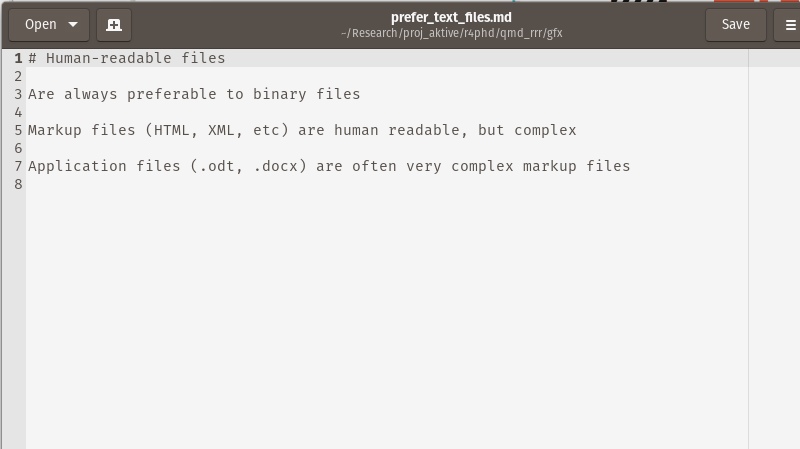 Open
prefer_text_files.md
~/Research/proj_aktive/r4phd/qmd_rrr/gfx
Save
1 # Human-readable files
2
3 Are always preferable to binary files
4
5 Markup files (HTML, XML, etc) are human readable, but complex
6
7 Application files (.odt, .docx) are often very complex markup files
8